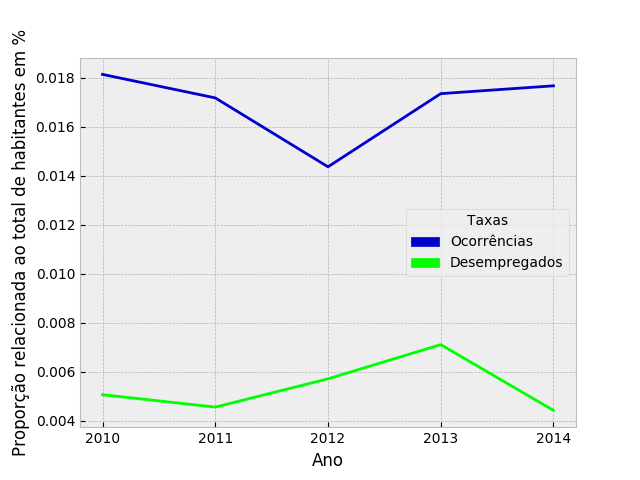 Proporção relacionada ao total de habitantes em %
0.018
0.016
0.014
0.012
0.010
0.008
0.006
0.004
Taxas
Ocorrências
Desempregados
2010 2011 2012 2013 2014
Ano